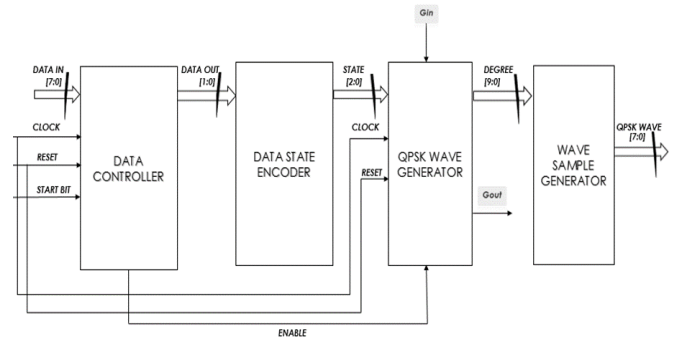 Gin
DATA IN
[7:0]
DATA OUT
[1:0]
STATE
[2:0]
DEGREE
[9:0]
QPSK WAVE
[7:0]
CLOCK
RESET
START BIT
DATA
CONTROLLER
DATA STATE
ENCODER
CLOCK
RESET
QPSK WAVE
GENERATOR
Gout
WAVE
SAMPLE
GENERATOR
ENABLE